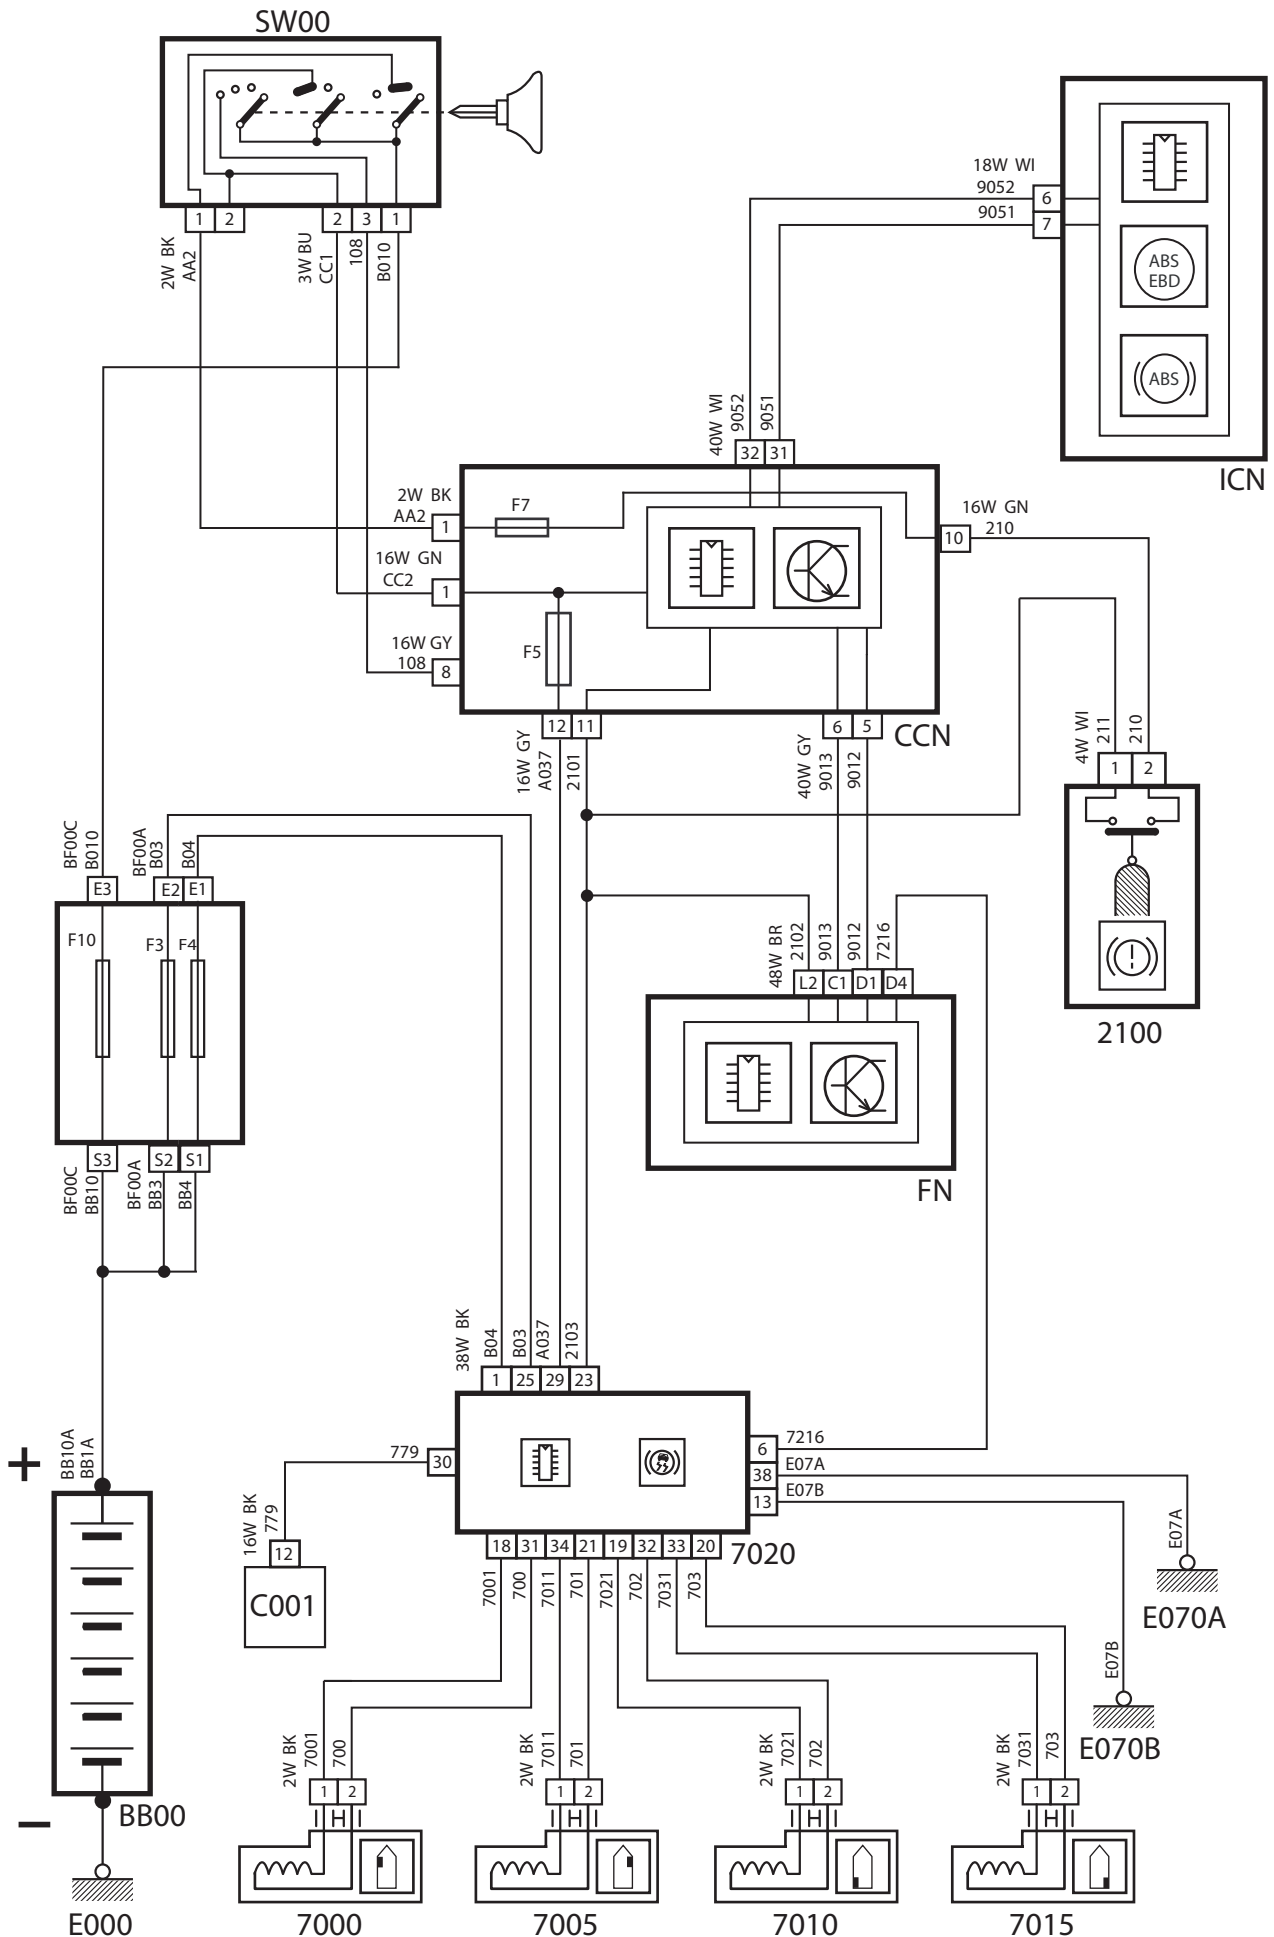 SW00
1 2 2 3 1
2W BK
AA2
3W BU
CC1
108
B010
18W WI
9052
6
9051
7
ABS
EBD
ABS
ICN
40W WI
9052
9051
32 31
2W BK
AA2
1
F7
16W GN
210
10
16W GN
CC2
1
F5
16W GY
108
8
12 11
6 5
CCN
16W GY
A037
2101
40W GY
9013
9012
4W WI
211
210
1 2
2100
BF00C
B010
BF00A
B03
B04
E3 E2 E1
F10 F3 F4
S3 S2 S1
BF00C
BB10
BF00A
BB3
BB4
48W BR
2102
9013
9012
7216
L2 C1 D1 D4
FN
38W BK
B04
B03
A037
2103
1 25 29 23
779
30
6
7216
38
E07A
13
E07B
18 31 34 21 19 32 33 20
7020
7001
700
7011
701
7021
702
7031
703
16W BK
779
12
C001
E07A
E070A
E07B
E070B
+
BB10A
BB1A
–
BB00
E000
2W BK
7001
700
1 2
H
7000
2W BK
7011
701
1 2
H
7005
2W BK
7021
702
1 2
H
7010
2W BK
7031
703
1 2
H
7015